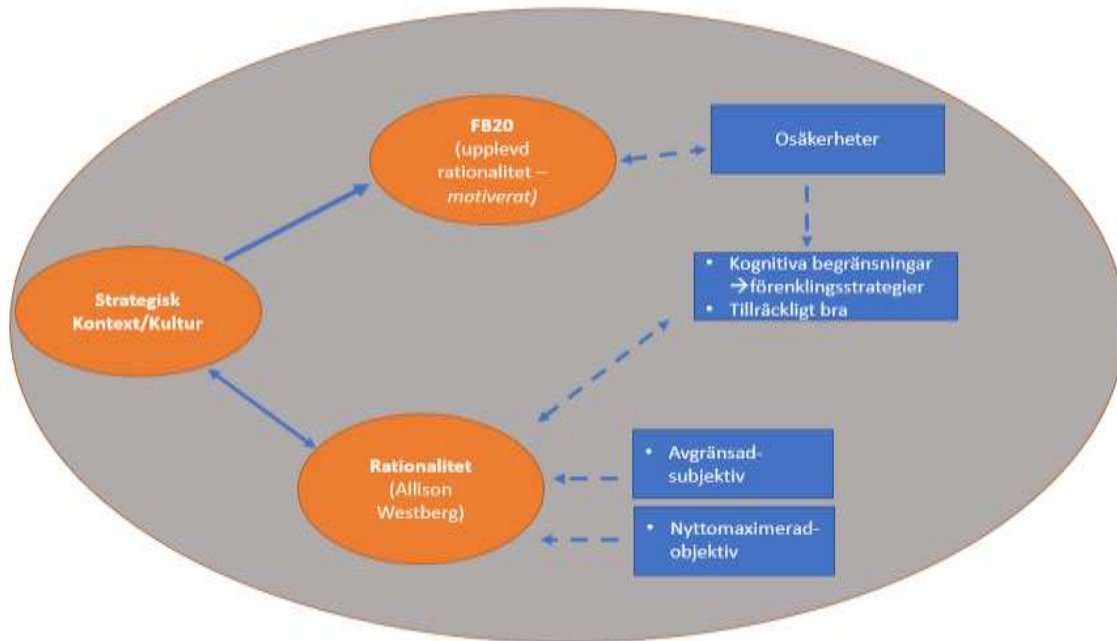 FB20
(upplevd
rationalitet –
motiverat)
Osäkerheter
• Kognitiva begränsningar
→förenklingsstrategier
• Tillräckligt bra
Strategisk
Kontext/Kultur
Rationalitet
(Allison
Westberg)
• Avgränsad-
subjektiv
• Nyttomaximerad-
objektiv